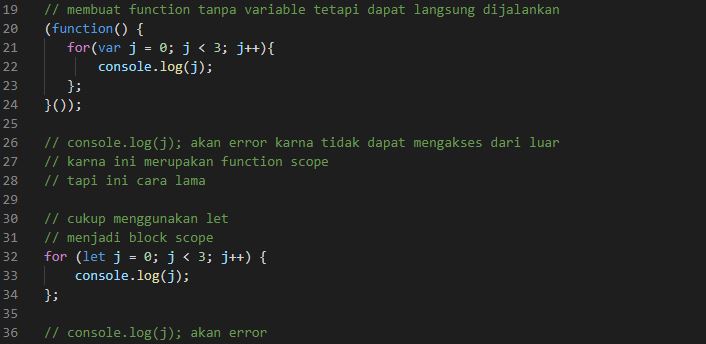 19 // membuat function tanpa variable tetapi dapat langsung dijalankan
20 (function() {
21     for(var j = 0; j < 3; j++){
22         console.log(j);
23     };
24 }());
25
26 // console.log(j); akan error karna tidak dapat mengakses dari luar
27 // karna ini merupakan function scope
28 // tapi ini cara lama
29
30 // cukup menggunakan let
31 // menjadi block scope
32 for (let j = 0; j < 3; j++) {
33     console.log(j);
34 };
35
36 // console.log(j); akan error